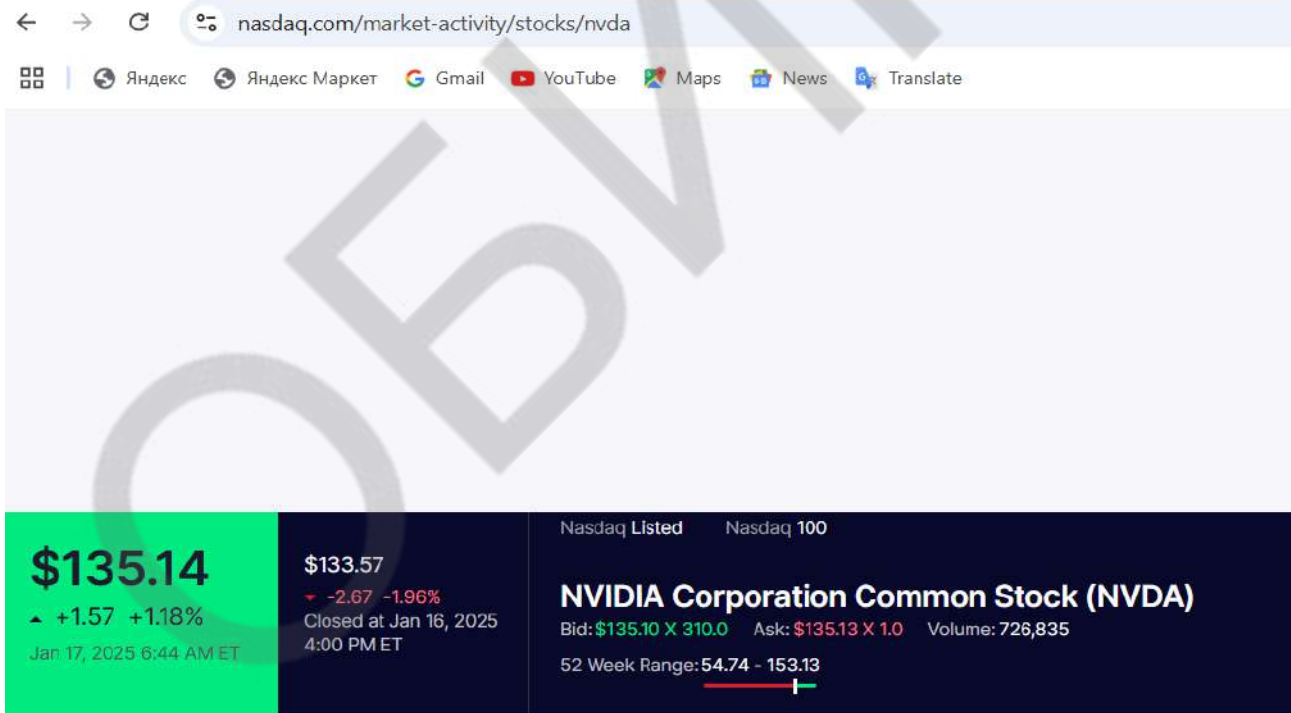 nasdaq.com/market-activity/stocks/nvda
Яндекс Яндекс Маркет Gmail YouTube Maps News Translate
$135.14
+1.57 +1.18%
Jan 17, 2025 6:44 AM ET
$133.57
-2.67 -1.96%
Closed at Jan 16, 2025
4:00 PM ET
Nasdaq Listed Nasdaq 100
NVIDIA Corporation Common Stock (NVDA)
Bid: $135.10 X 310.0 Ask: $135.13 X 1.0 Volume: 726,835
52 Week Range: 54.74 - 153.13